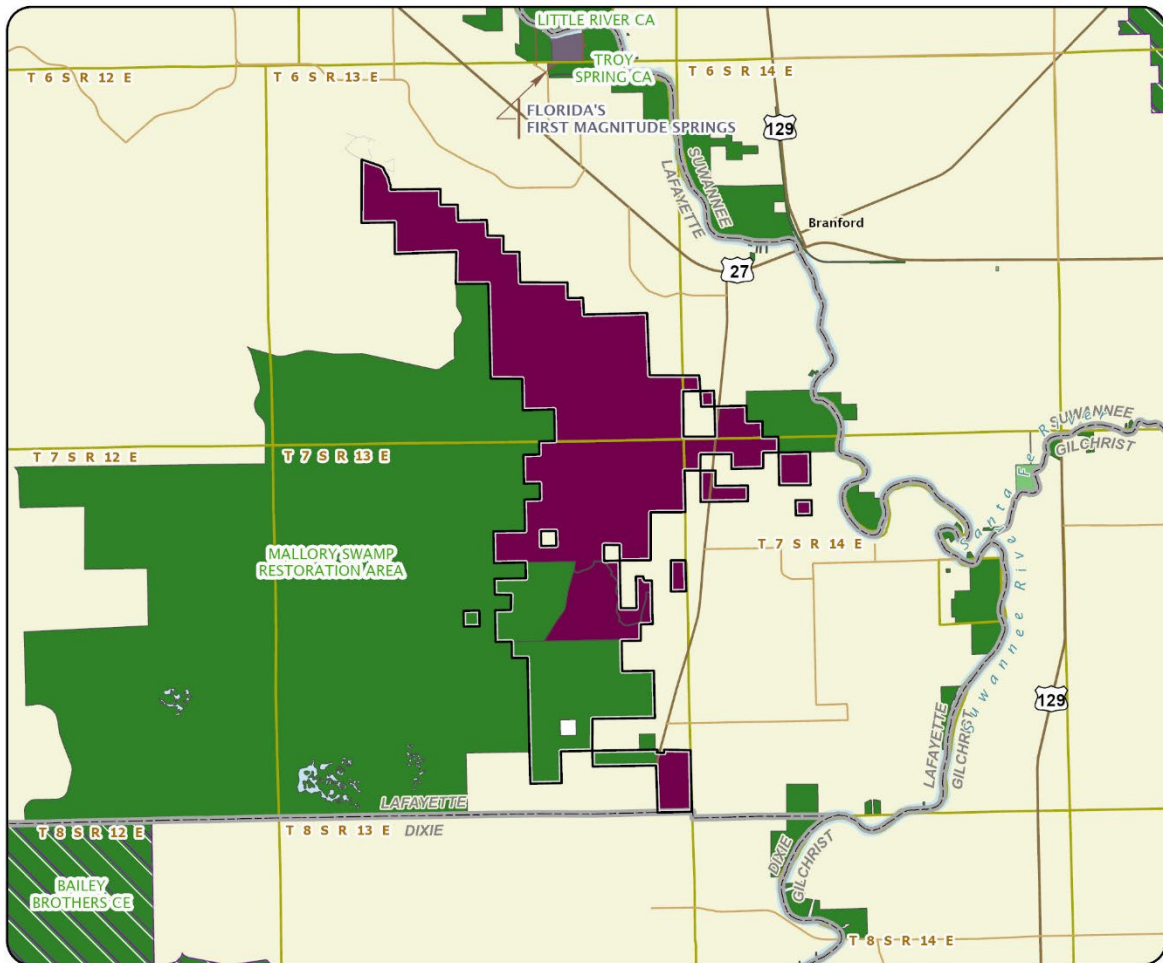 LITTLE RIVER CA
TROY
SPRING CA
T 6 S R 12 E
T 6 S R 13 E
T 6 S R 14 E
FLORIDA'S
FIRST MAGNITUDE SPRINGS
129
SUWANNEE
LAFAYETTE
Branford
27
SUWANNEE
GILCHRIST
Santa Fe River
T 7 S R 12 E
T 7 S R 13 E
T 7 S R 14 E
MALLORY SWAMP
RESTORATION AREA
Suwannee River
129
LAFAYETTE
GILCHRIST
LAFAYETTE
DIXIE
T 8 S R 12 E
T 8 S R 13 E
DIXIE
GILCHRIST
BAILEY
BROTHERS CE
T 8 S R 14 E